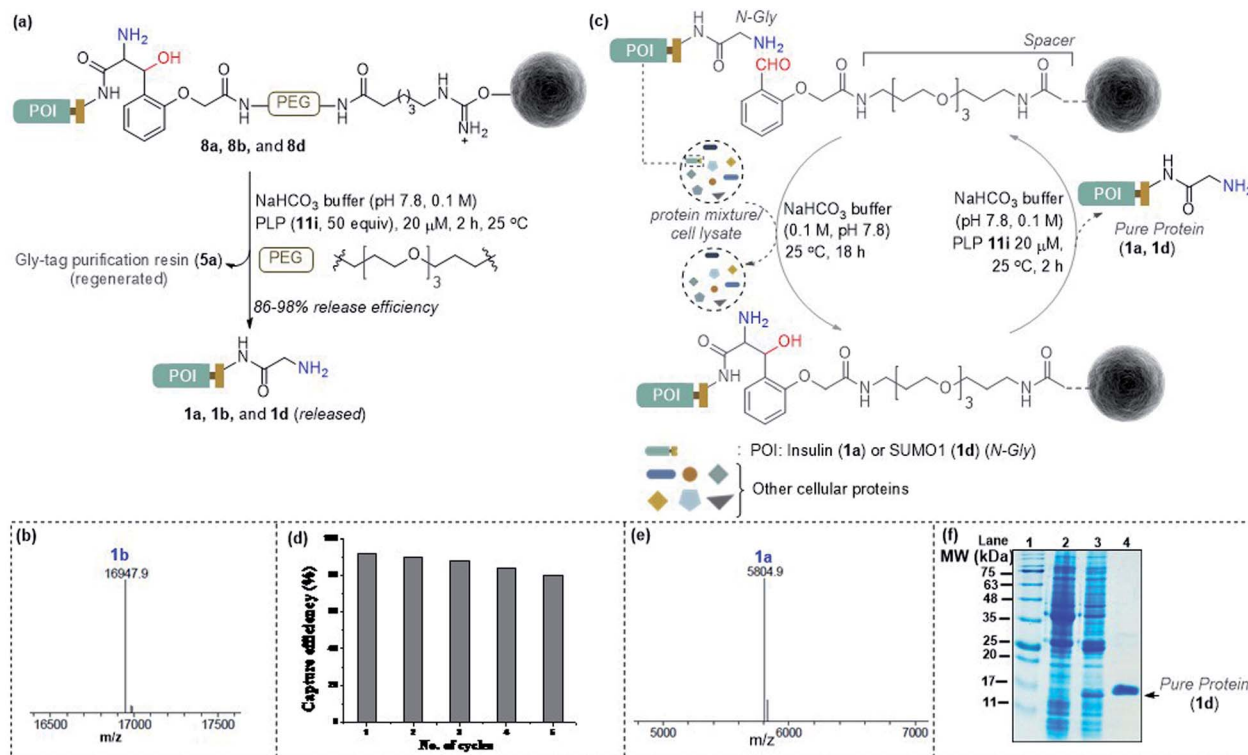 (a)
NH2
OH
O
NH
POI
O
O
H
N
PEG
NH
O
( )3
H
N
O
NH2
+
8a, 8b, and 8d
NaHCO3 buffer (pH 7.8, 0.1 M)
PLP (11i, 50 equiv), 20 μM, 2 h, 25 °C
Gly-tag purification resin (5a)
(regenerated)
PEG
O
3
86-98% release efficiency
H
N
O
NH2
POI
1a, 1b, and 1d (released)
(c)
N-Gly
H
N
O
NH2
POI
CHO
O
O
N
H
Spacer
O
3
H
N
O
protein mixture/
cell lysate
NaHCO3 buffer
(0.1 M, pH 7.8)
25 °C, 18 h
NaHCO3 buffer
(pH 7.8, 0.1 M)
PLP 11i 20 μM,
25 °C, 2 h
H
N
O
NH2
POI
Pure Protein
(1a, 1d)
NH2
OH
O
NH
POI
O
O
N
H
O
3
N
H
O
: POI: Insulin (1a) or SUMO1 (1d) (N-Gly)
Other cellular proteins
(b)
1b
16947.9
16500 17000 17500
m/z
(d)
Capture efficiency (%)
1 2 3 4 5
No. of cycles
(e)
1a
5804.9
5000 6000 7000
m/z
(f)
Lane 1 2 3 4
MW (kDa)
75
63
48
35
25
20
17
11
Pure Protein
(1d)